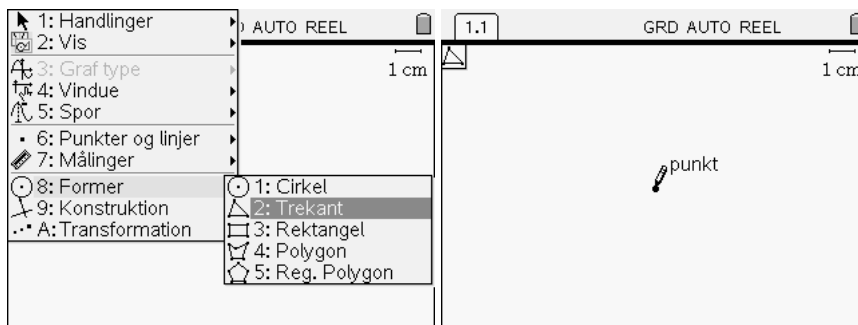 1: Handlinger
2: Vis
3: Graf type
4: Vindue
5: Spor
6: Punkter og linjer
7: Målinger
8: Former
9: Konstruktion
A: Transformation
AUTO REEL
1 cm
1: Cirkel
2: Trekant
3: Rektangel
4: Polygon
5: Reg. Polygon
1.1
GRD AUTO REEL
1 cm
punkt